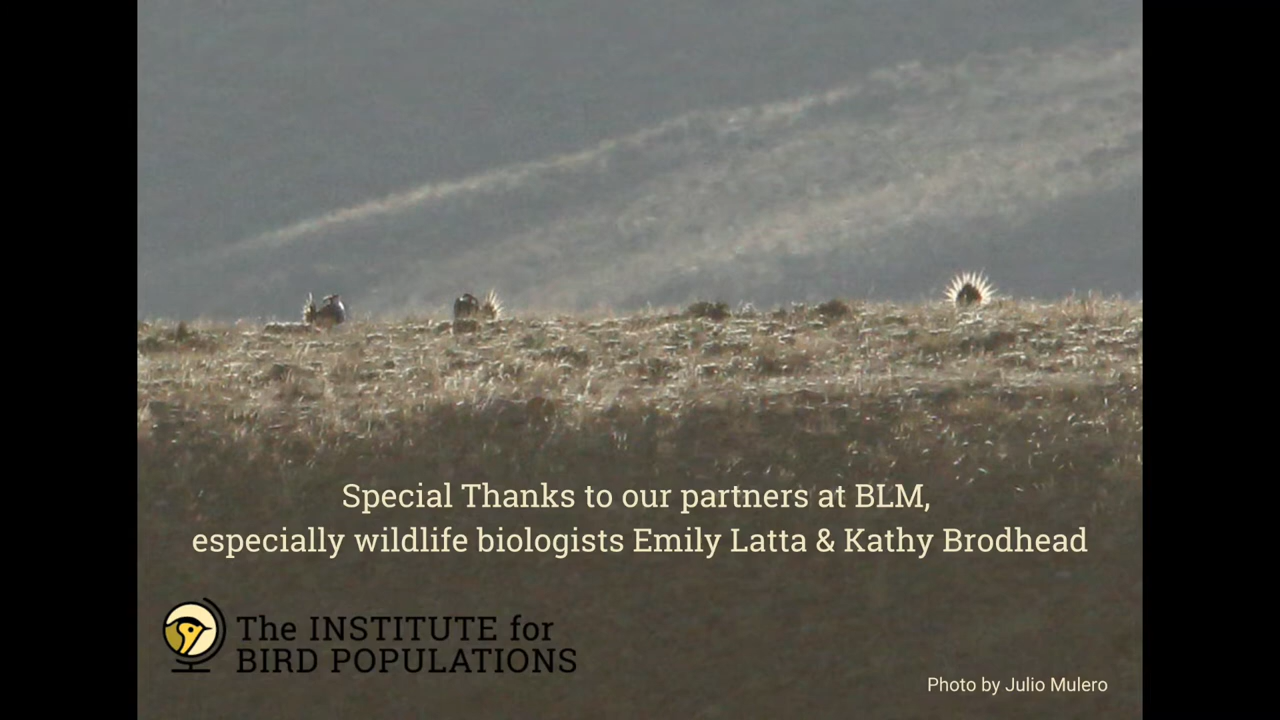 Special Thanks to our partners at BLM,
especially wildlife biologists Emily Latta & Kathy Brodhead
The INSTITUTE for
BIRD POPULATIONS
Photo by Julio Mulero